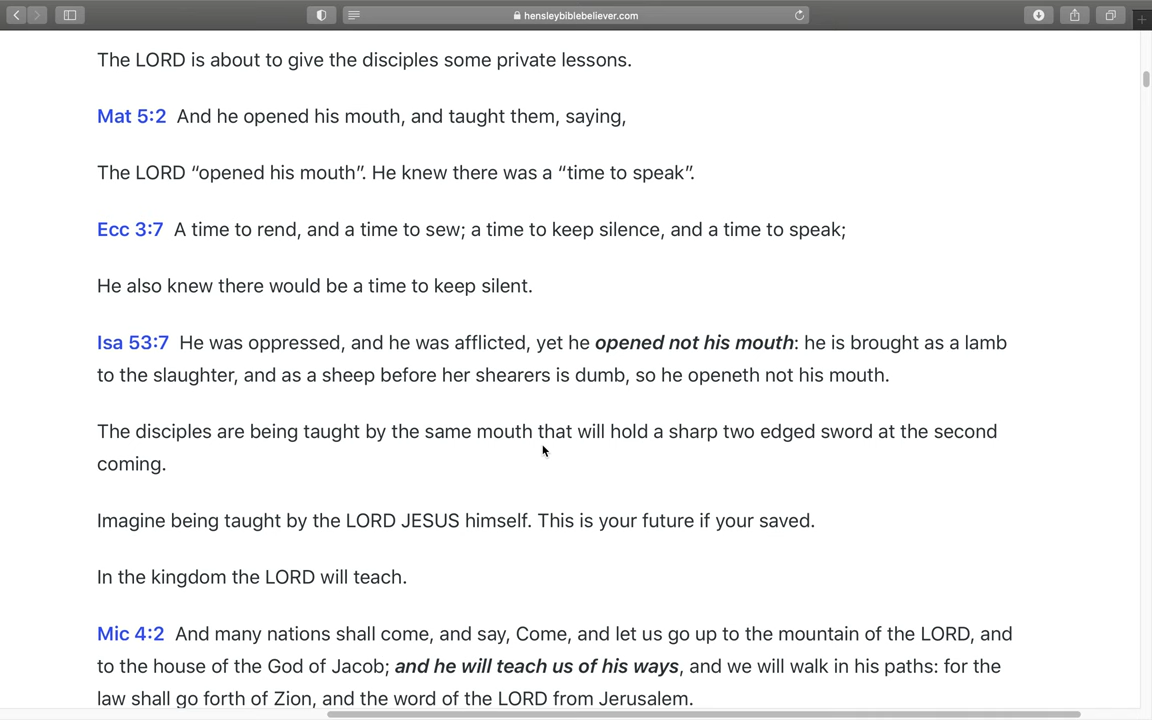 hensleybiblebeliever.com
The LORD is about to give the disciples some private lessons.
Mat 5:2 And he opened his mouth, and taught them, saying,
The LORD “opened his mouth”. He knew there was a “time to speak”.
Ecc 3:7 A time to rend, and a time to sew; a time to keep silence, and a time to speak;
He also knew there would be a time to keep silent.
Isa 53:7 He was oppressed, and he was afflicted, yet he opened not his mouth: he is brought as a lamb
to the slaughter, and as a sheep before her shearers is dumb, so he openeth not his mouth.
The disciples are being taught by the same mouth that will hold a sharp two edged sword at the second
coming.
Imagine being taught by the LORD JESUS himself. This is your future if your saved.
In the kingdom the LORD will teach.
Mic 4:2 And many nations shall come, and say, Come, and let us go up to the mountain of the LORD, and
to the house of the God of Jacob; and he will teach us of his ways, and we will walk in his paths: for the
law shall go forth of Zion, and the word of the LORD from Jerusalem.